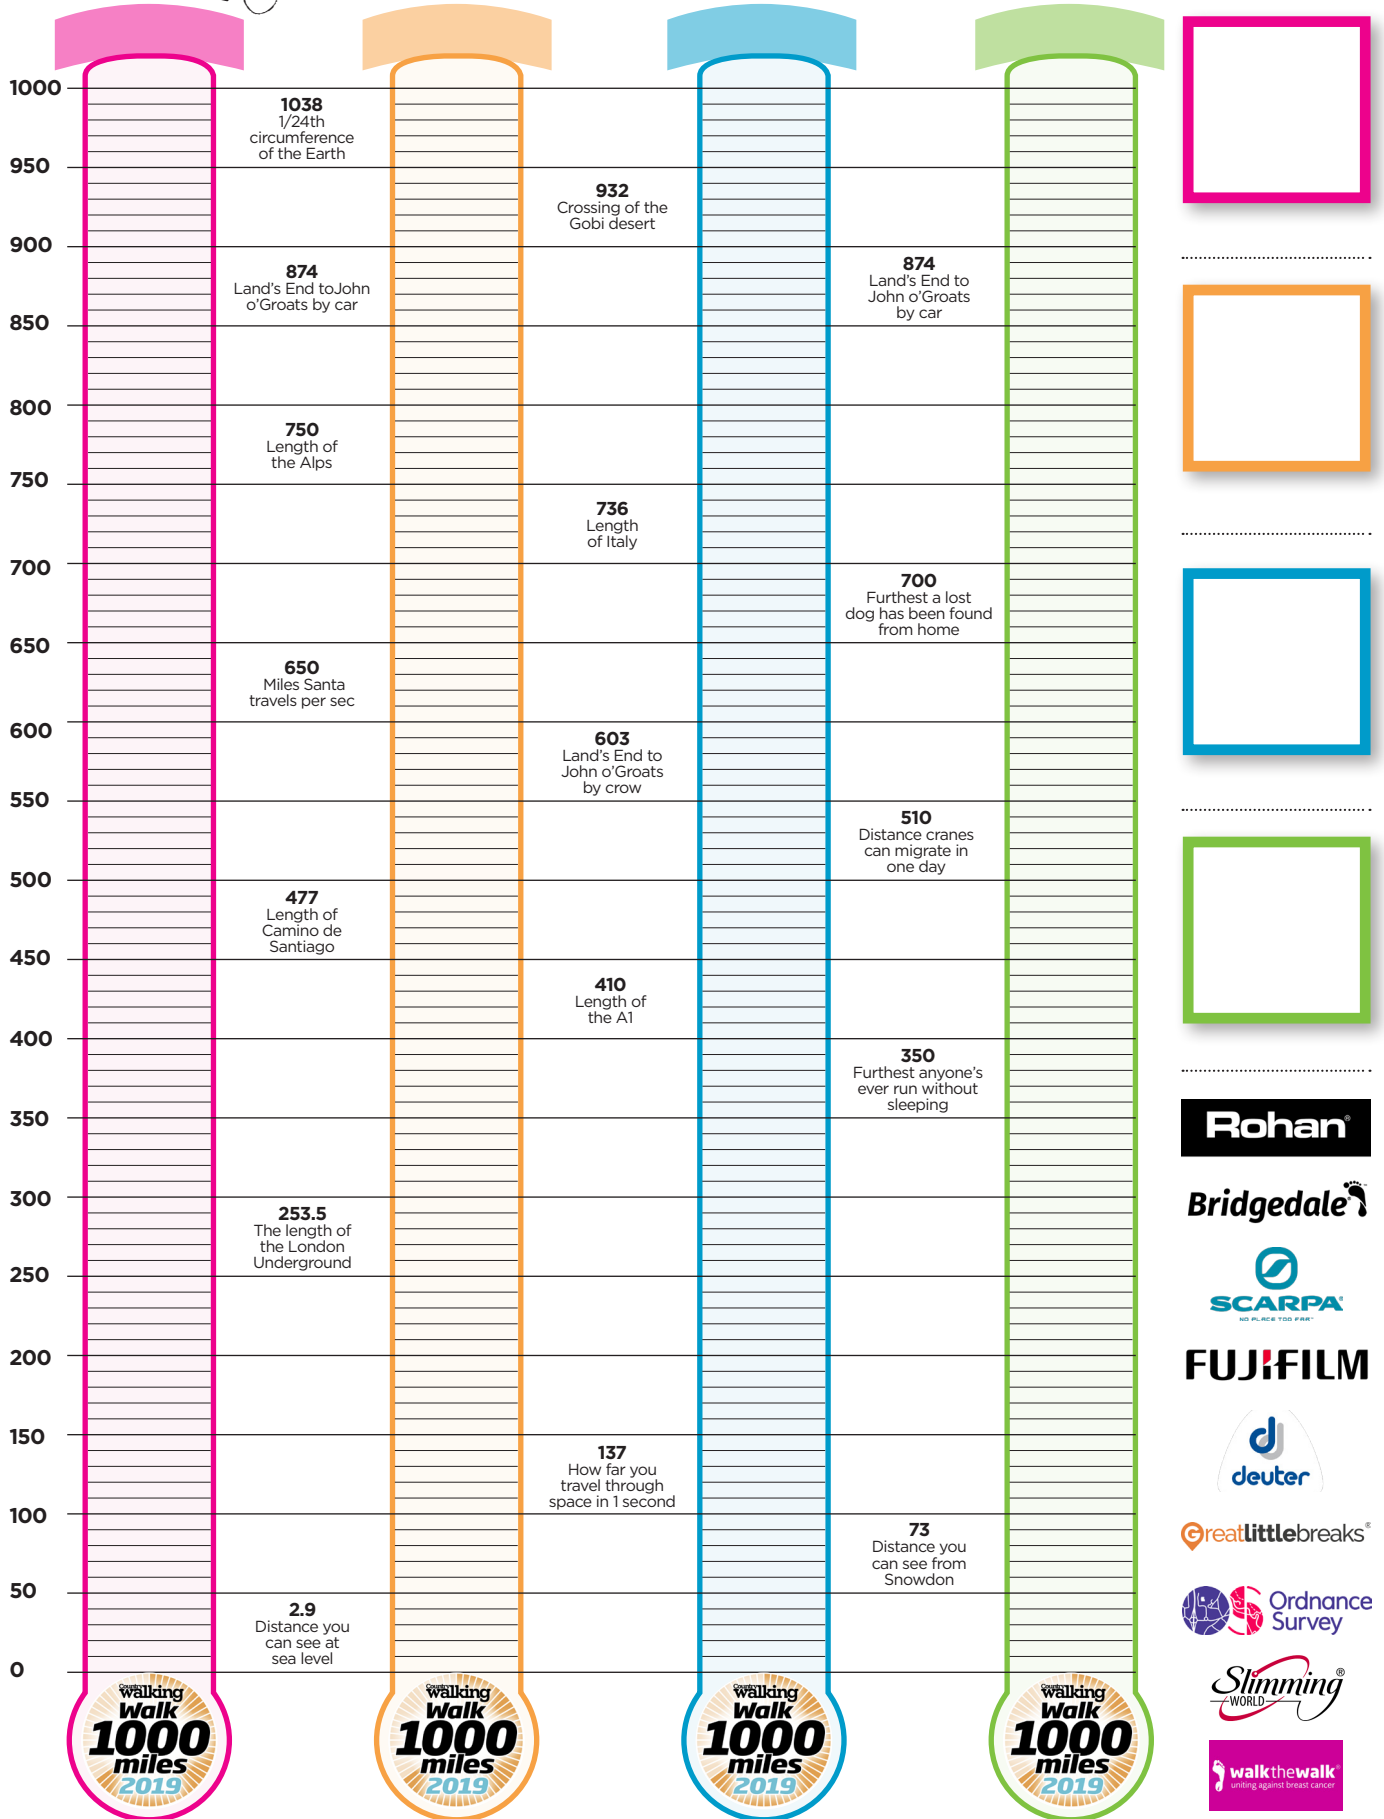 1000
950
900
850
800
750
700
650
600
550
500
450
400
350
300
250
200
150
100
50
0
1038
1/24th
circumference
of the Earth
932
Crossing of the
Gobi desert
874
Land's End toJohn
o'Groats by car
874
Land's End to
John o'Groats
by car
750
Length of
the Alps
736
Length
of Italy
700
Furthest a lost
dog has been found
from home
650
Miles Santa
travels per sec
603
Land's End to
John o'Groats
by crow
510
Distance cranes
can migrate in
one day
477
Length of
Camino de
Santiago
410
Length of
the A1
350
Furthest anyone's
ever run without
sleeping
253.5
The length of
the London
Underground
137
How far you
travel through
space in 1 second
73
Distance you
can see from
Snowdon
2.9
Distance you
can see at
sea level
Country
walking
Walk
1000
miles
2019
Country
walking
Walk
1000
miles
2019
Country
walking
Walk
1000
miles
2019
Country
walking
Walk
1000
miles
2019
Rohan®
Bridgedale
SCARPA®
NO PLACE TOO FAR™
FUJIFILM
deuter
Greatlittlebreaks®
Ordnance
Survey
Slimming®
WORLD
walkthewalk®
uniting against breast cancer